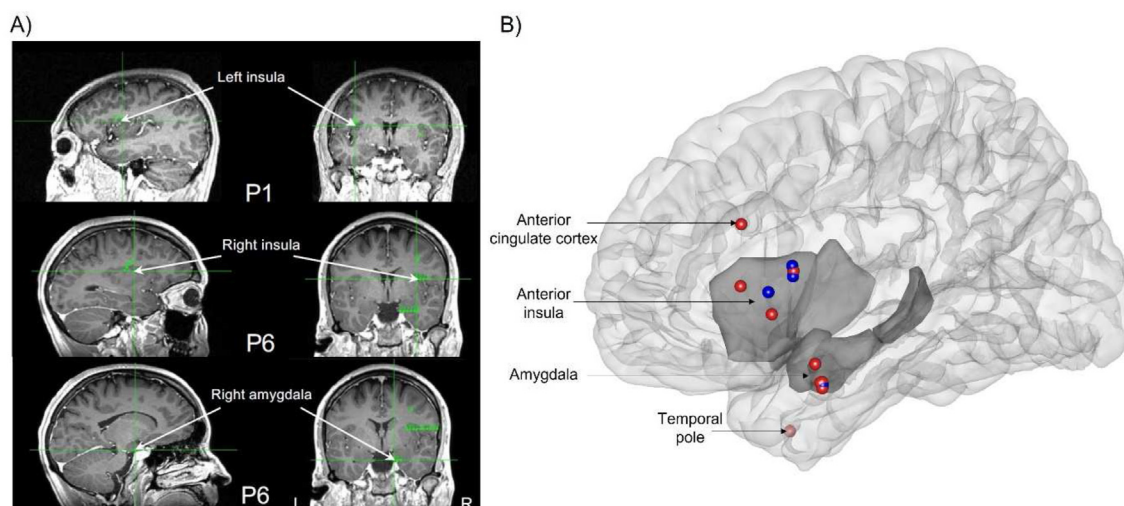 A)
Left insula
P1
Right insula
P6
Right amygdala
P6
L
R
B)
Anterior
cingulate cortex
Anterior
insula
Amygdala
Temporal
pole